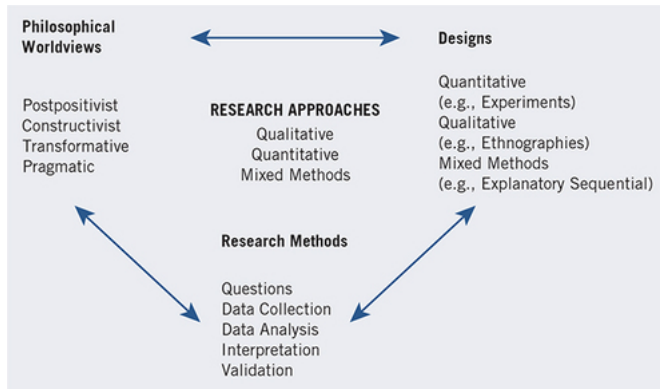 Philosophical
Worldviews
Postpositivist
Constructivist
Transformative
Pragmatic
RESEARCH APPROACHES
Qualitative
Quantitative
Mixed Methods
Designs
Quantitative
(e.g., Experiments)
Qualitative
(e.g., Ethnographies)
Mixed Methods
(e.g., Explanatory Sequential)
Research Methods
Questions
Data Collection
Data Analysis
Interpretation
Validation